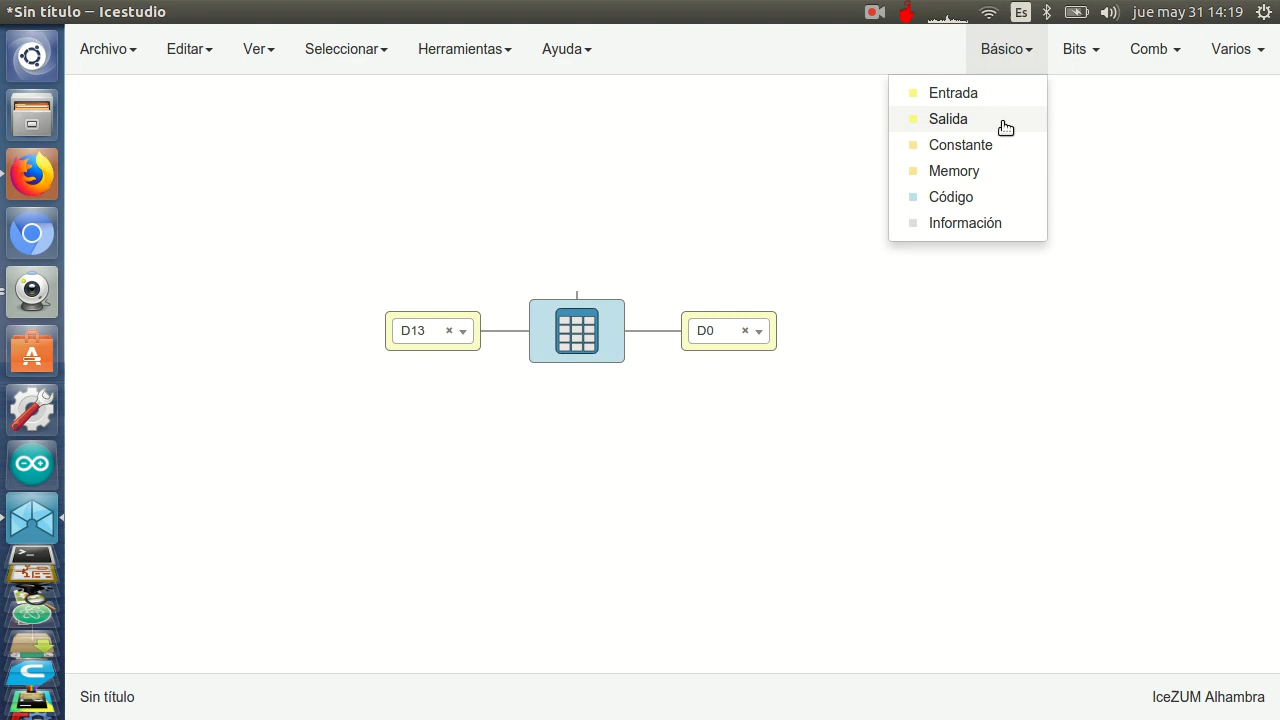 *Sin título — Icestudio
Es
jue may 31 14:19
Archivo
Editar
Ver
Seleccionar
Herramientas
Ayuda
Básico
Bits
Comb
Varios
Entrada
Salida
Constante
Memory
Código
Información
D13 ×
D0 ×
Sin título
IceZUM Alhambra